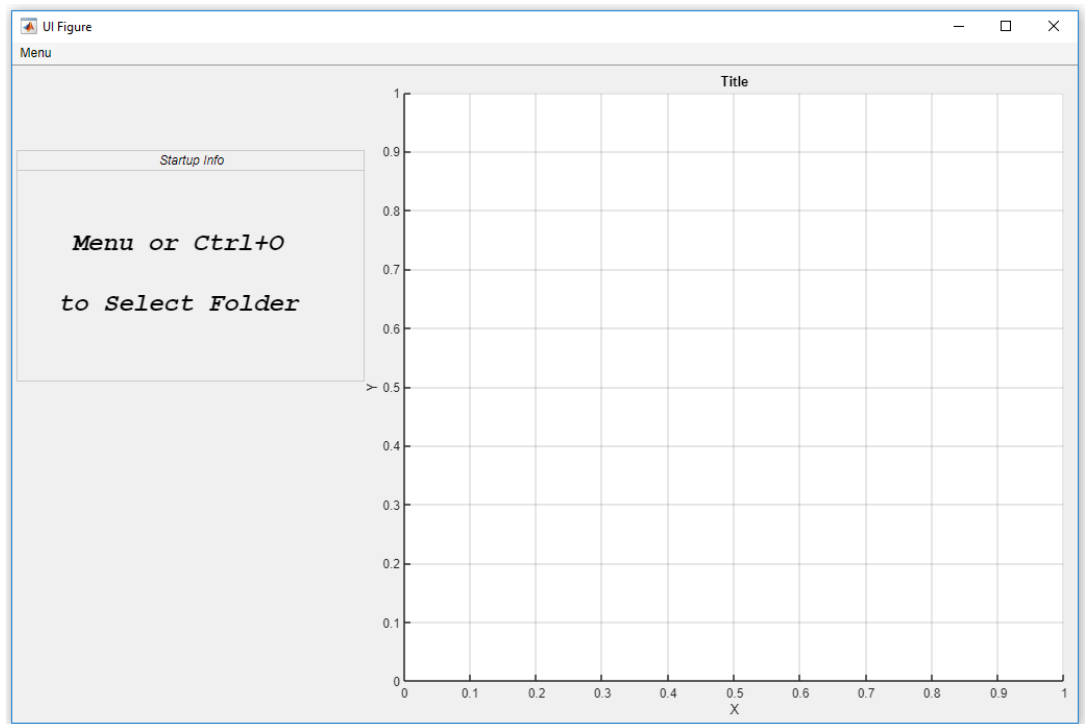 UI Figure
Menu
Startup Info
Menu or Ctrl+O
to Select Folder
Title
1
0.9
0.8
0.7
0.6
Y 0.5
0.4
0.3
0.2
0.1
0
0 0.1 0.2 0.3 0.4 0.5 0.6 0.7 0.8 0.9 1
X